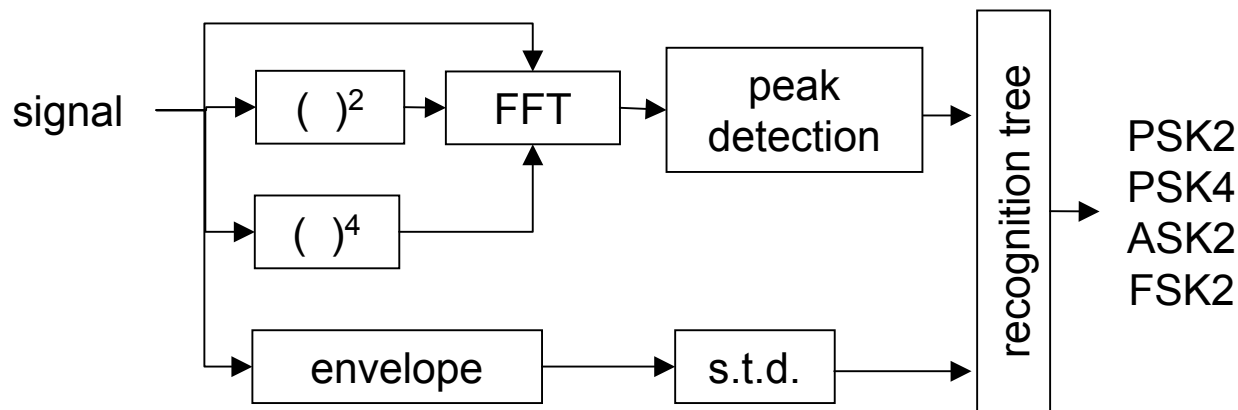 signal
( )²
FFT
peak
detection
( )⁴
envelope
s.t.d.
recognition tree
PSK2
PSK4
ASK2
FSK2